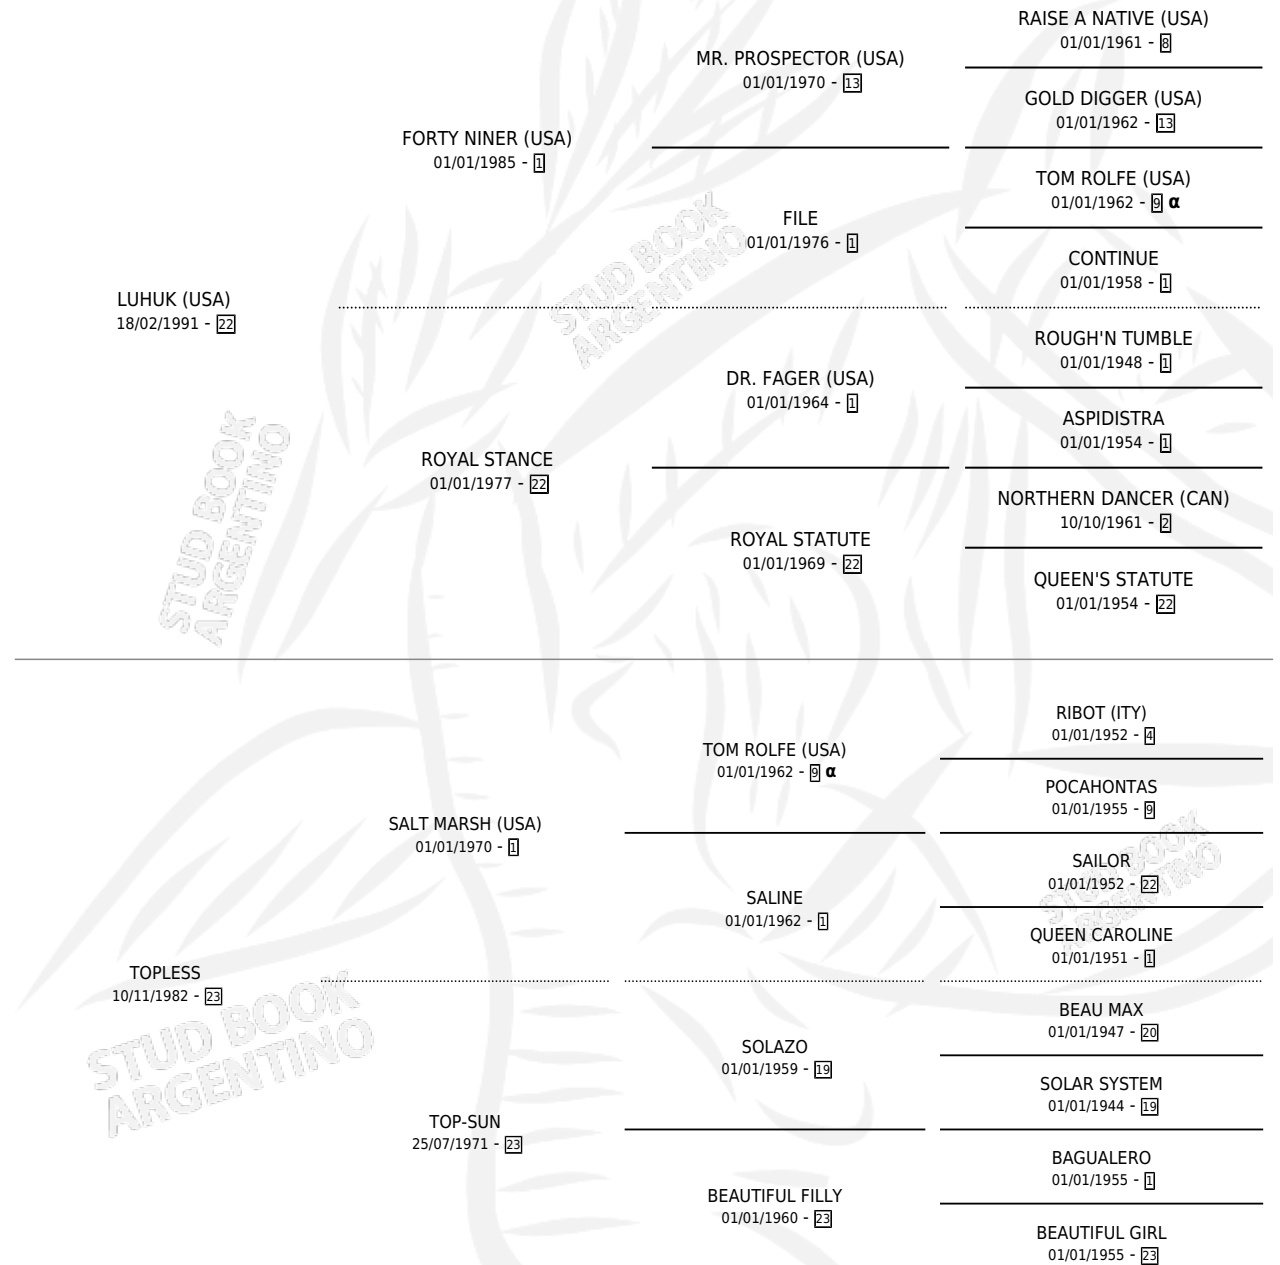 RAISE A NATIVE (USA)
01/01/1961 - 8
MR. PROSPECTOR (USA)
01/01/1970 - 13
GOLD DIGGER (USA)
01/01/1962 - 13
FORTY NINER (USA)
01/01/1985 - 1
TOM ROLFE (USA)
01/01/1962 - 9 α
FILE
01/01/1976 - 1
CONTINUE
01/01/1958 - 1
LUHUK (USA)
18/02/1991 - 22
ROUGH'N TUMBLE
01/01/1948 - 1
DR. FAGER (USA)
01/01/1964 - 1
ASPIDISTRA
01/01/1954 - 1
ROYAL STANCE
01/01/1977 - 22
NORTHERN DANCER (CAN)
10/10/1961 - 2
ROYAL STATUTE
01/01/1969 - 22
QUEEN'S STATUTE
01/01/1954 - 22
RIBOT (ITY)
01/01/1952 - 4
TOM ROLFE (USA)
01/01/1962 - 9 α
POCAHONTAS
01/01/1955 - 9
SALT MARSH (USA)
01/01/1970 - 1
SAILOR
01/01/1952 - 22
SALINE
01/01/1962 - 1
QUEEN CAROLINE
01/01/1951 - 1
TOPLESS
10/11/1982 - 23
BEAU MAX
01/01/1947 - 20
SOLAZO
01/01/1959 - 19
SOLAR SYSTEM
01/01/1944 - 19
TOP-SUN
25/07/1971 - 23
BAGUALERO
01/01/1955 - 1
BEAUTIFUL FILLY
01/01/1960 - 23
BEAUTIFUL GIRL
01/01/1955 - 23
STUD BOOK
ARGENTINO
STUD BOOK
ARGENTINO
STUD BOOK
ARGENTINO
STUD BOOK
ARGENTINO